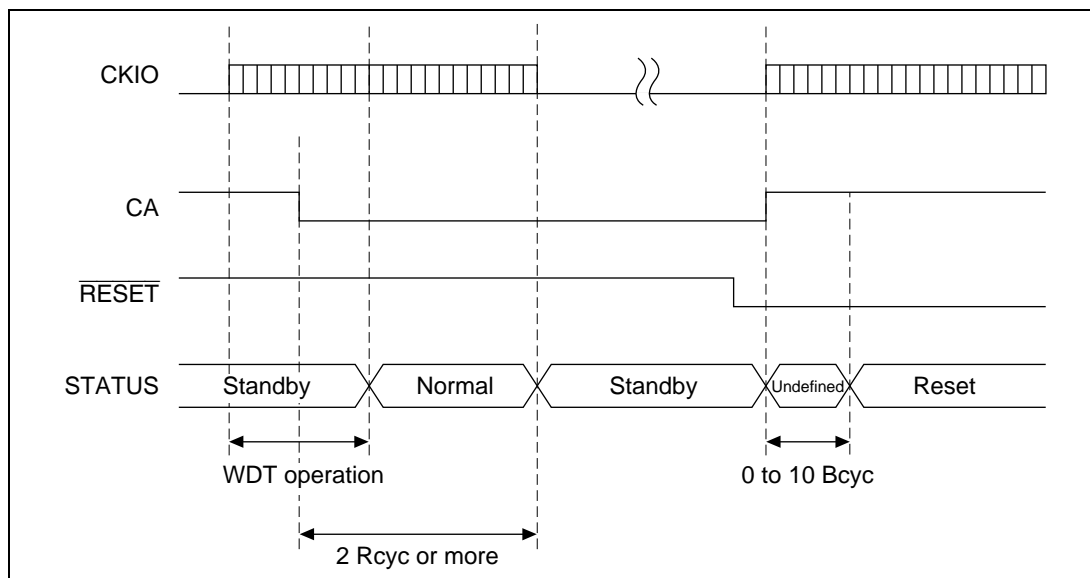 CKIO
CA
RESET
STATUS
Standby
Normal
Standby
Undefined
Reset
WDT operation
0 to 10 Bcyc
2 Rcyc or more